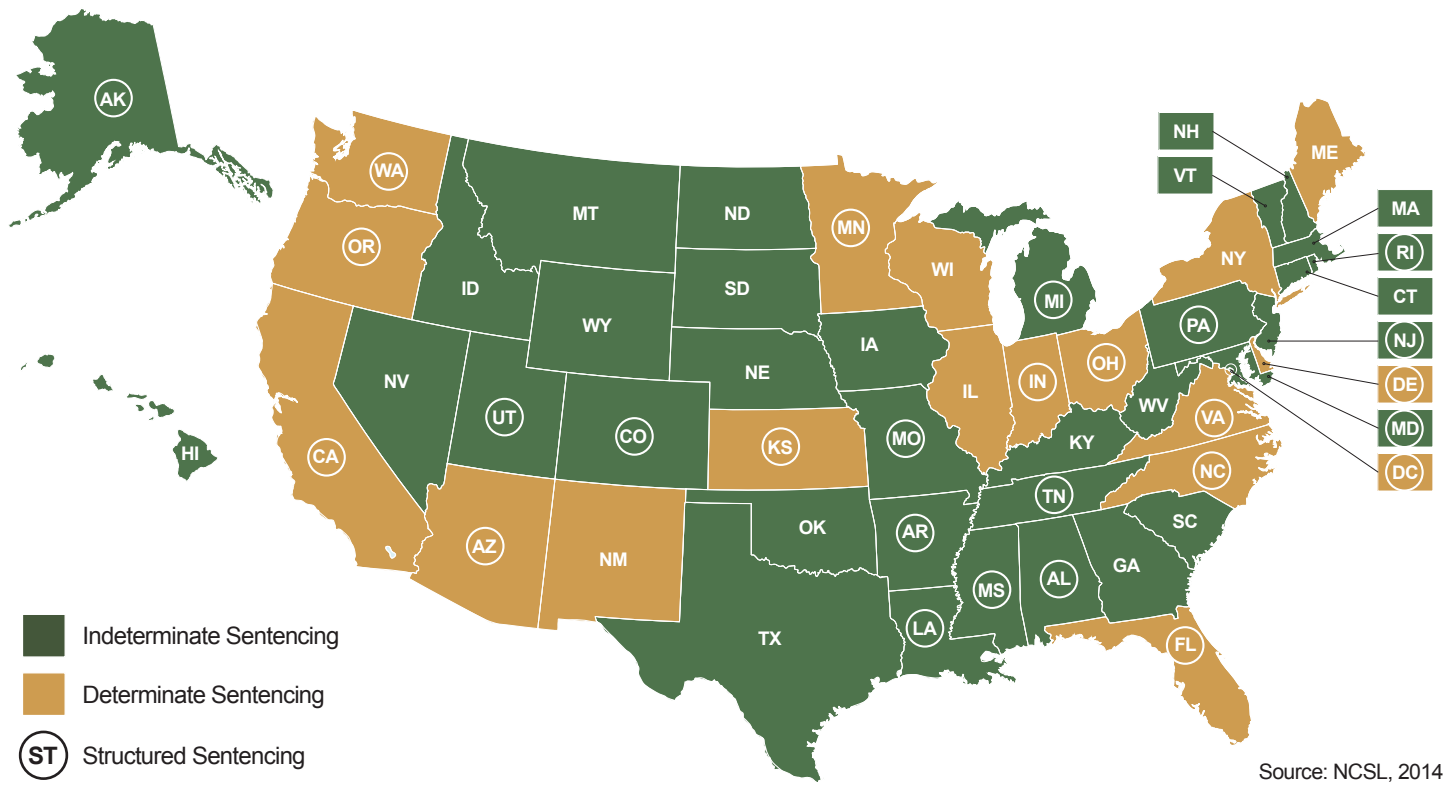 AK
WA
OR
CA
HI
MT
ID
NV
UT
AZ
WY
CO
NM
ND
SD
NE
KS
OK
TX
MN
IA
MO
AR
LA
WI
IL
MI
IN
OH
KY
TN
MS
AL
GA
FL
SC
NC
VA
WV
PA
NY
ME
NH
VT
MA
RI
CT
NJ
DE
MD
DC
Indeterminate Sentencing
Determinate Sentencing
ST Structured Sentencing
Source: NCSL, 2014